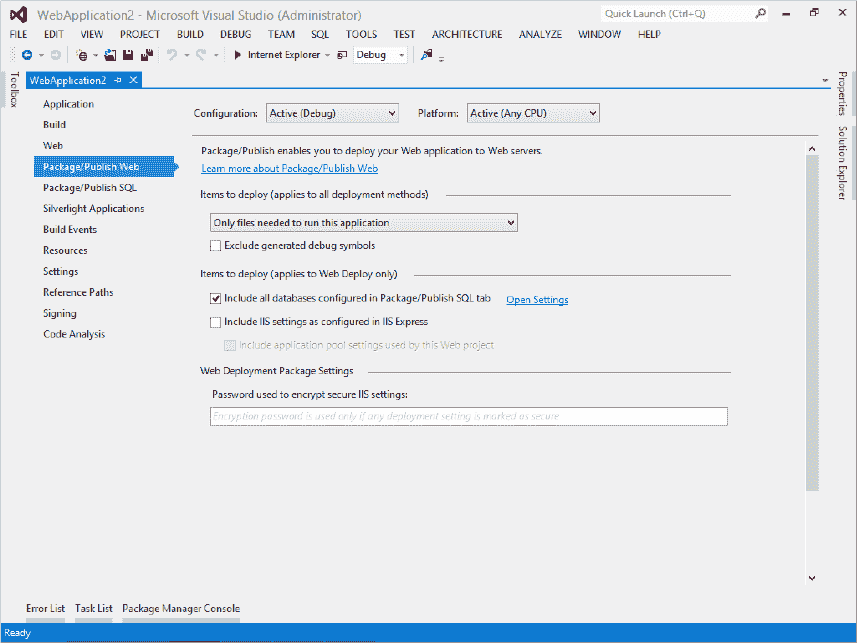 WebApplication2 - Microsoft Visual Studio (Administrator)
Quick Launch (Ctrl+Q)
FILE EDIT VIEW PROJECT BUILD DEBUG TEAM SQL TOOLS TEST ARCHITECTURE ANALYZE WINDOW HELP
Internet Explorer
Debug
Toolbox
WebApplication2
Application
Build
Web
Package/Publish Web
Package/Publish SQL
Silverlight Applications
Build Events
Resources
Settings
Reference Paths
Signing
Code Analysis
Configuration: Active (Debug) Platform: Active (Any CPU)
Package/Publish enables you to deploy your Web application to Web servers.
Learn more about Package/Publish Web
Items to deploy (applies to all deployment methods)
Only files needed to run this application
Exclude generated debug symbols
Items to deploy (applies to Web Deploy only)
Include all databases configured in Package/Publish SQL tab Open Settings
Include IIS settings as configured in IIS Express
Include application pool settings used by this Web project
Web Deployment Package Settings
Password used to encrypt secure IIS settings:
Encryption password is used only if any deployment setting is marked as secure
Properties
Solution Explorer
Error List Task List Package Manager Console
Ready